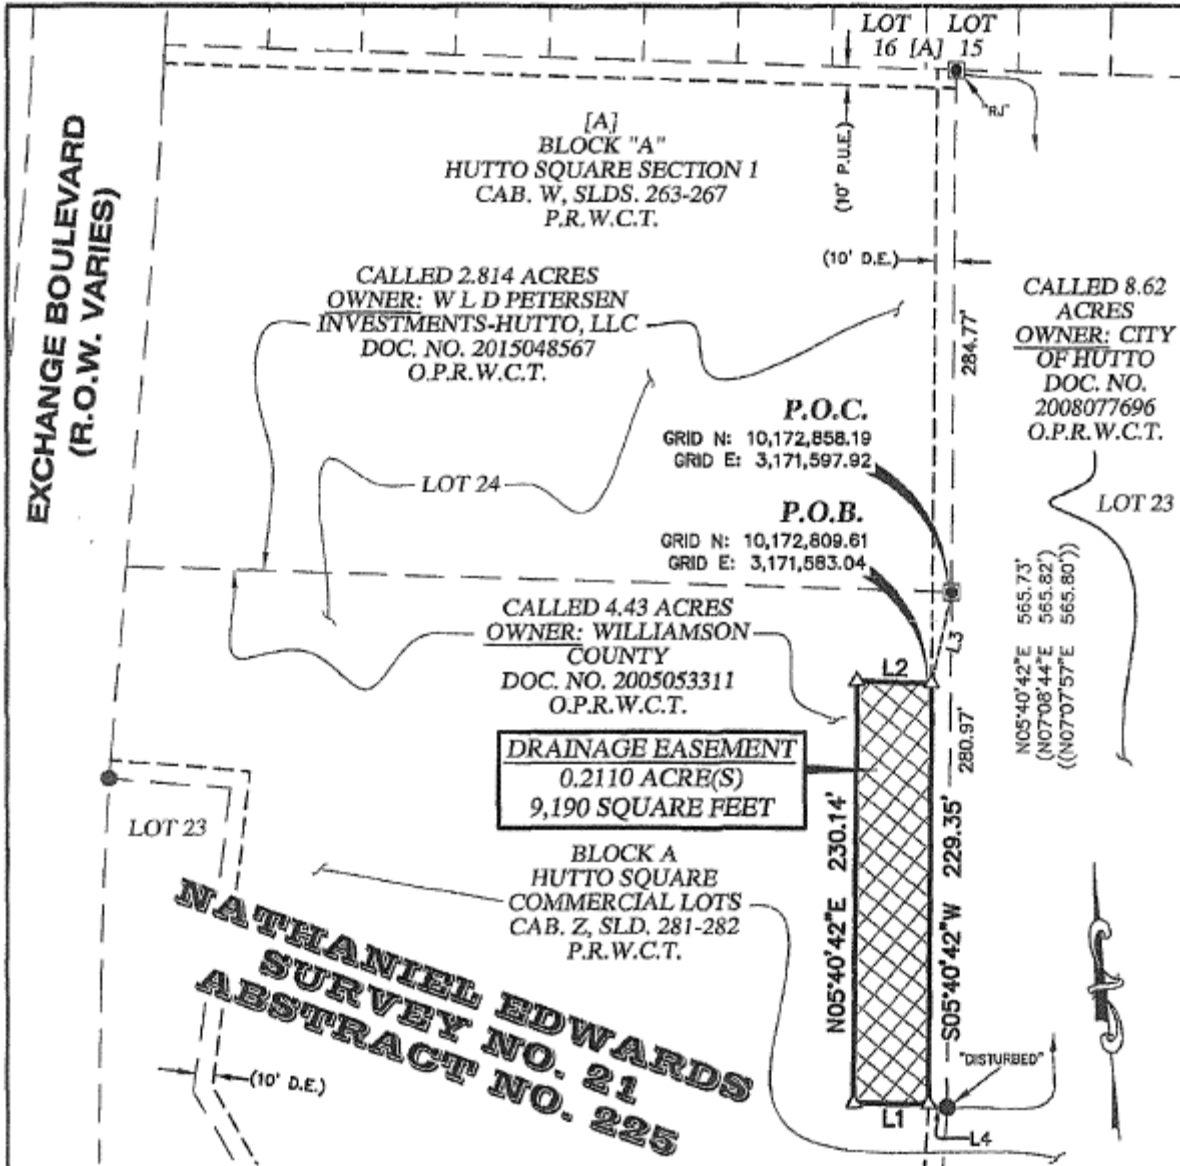 LOT LOT
16 [A] 15
"RJ"
(10' P.U.E.)
[A]
BLOCK "A"
HUTTO SQUARE SECTION 1
CAB. W, SLDS. 263-267
P.R.W.C.T.
EXCHANGE BOULEVARD
(R.O.W. VARIES)
(10' D.E.)
CALLED 2.814 ACRES
OWNER: W L D PETERSEN
INVESTMENTS-HUTTO, LLC
DOC. NO. 2015048567
O.P.R.W.C.T.
284.77'
CALLED 8.62
ACRES
OWNER: CITY
OF HUTTO
DOC. NO.
2008077696
O.P.R.W.C.T.
P.O.C.
GRID N: 10,172,858.19
GRID E: 3,171,597.92
LOT 24
LOT 23
P.O.B.
GRID N: 10,172,809.61
GRID E: 3,171,583.04
N05°40'42"E 565.73'
(N07°08'44"E 565.82')
((N07°07'57"E 565.80'))
CALLED 4.43 ACRES
OWNER: WILLIAMSON
COUNTY
DOC. NO. 2005053311
O.P.R.W.C.T.
L3
L2
280.97'
DRAINAGE EASEMENT
0.2110 ACRE(S)
9,190 SQUARE FEET
LOT 23
N05°40'42"E 230.14'
S05°40'42"W 229.35'
BLOCK A
HUTTO SQUARE
COMMERCIAL LOTS
CAB. Z, SLD. 281-282
P.R.W.C.T.
NATHANIEL EDWARDS
SURVEY NO. 21
ABSTRACT NO. 225
"DISTURBED"
(10' D.E.)
L1
L4